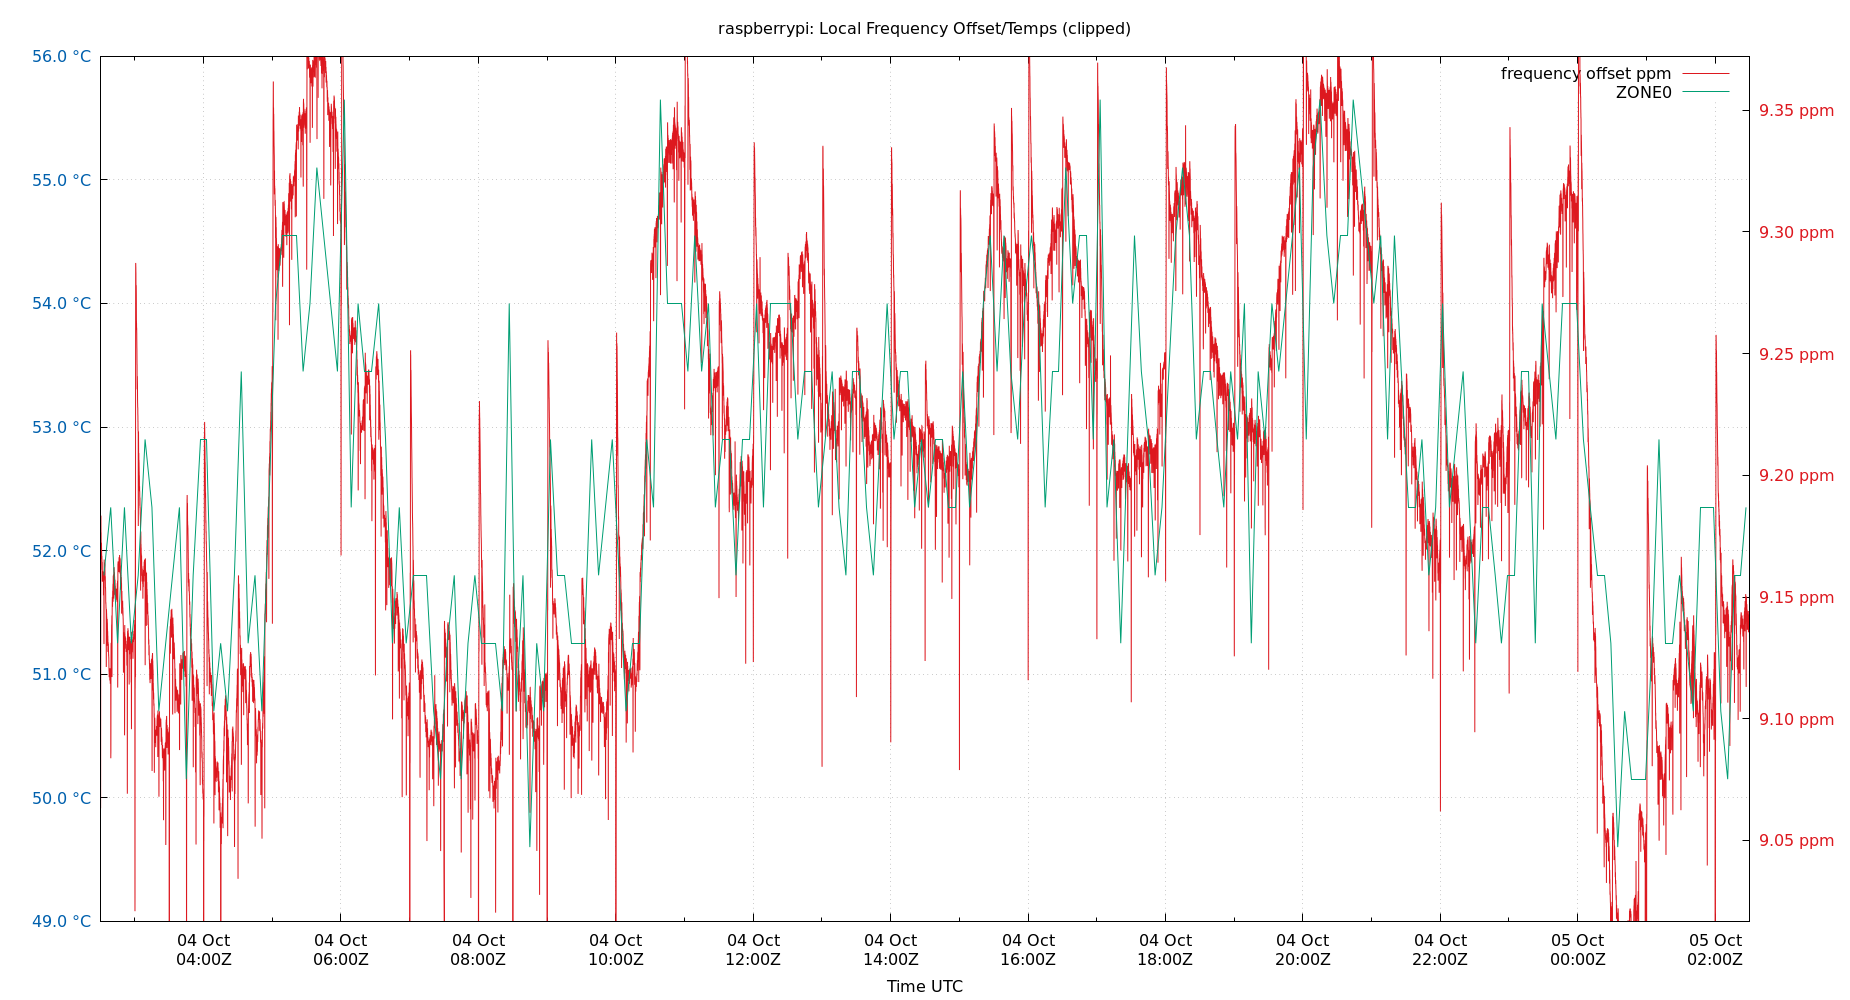 raspberrypi: Local Frequency Offset/Temps (clipped)
frequency offset ppm
ZONE0
56.0 °C
55.0 °C
54.0 °C
53.0 °C
52.0 °C
51.0 °C
50.0 °C
49.0 °C
9.35 ppm
9.30 ppm
9.25 ppm
9.20 ppm
9.15 ppm
9.10 ppm
9.05 ppm
04 Oct 04 Oct 04 Oct 04 Oct 04 Oct 04 Oct 04 Oct 04 Oct 04 Oct 04 Oct 05 Oct 05 Oct
04:00Z 06:00Z 08:00Z 10:00Z 12:00Z 14:00Z 16:00Z 18:00Z 20:00Z 22:00Z 00:00Z 02:00Z
Time UTC